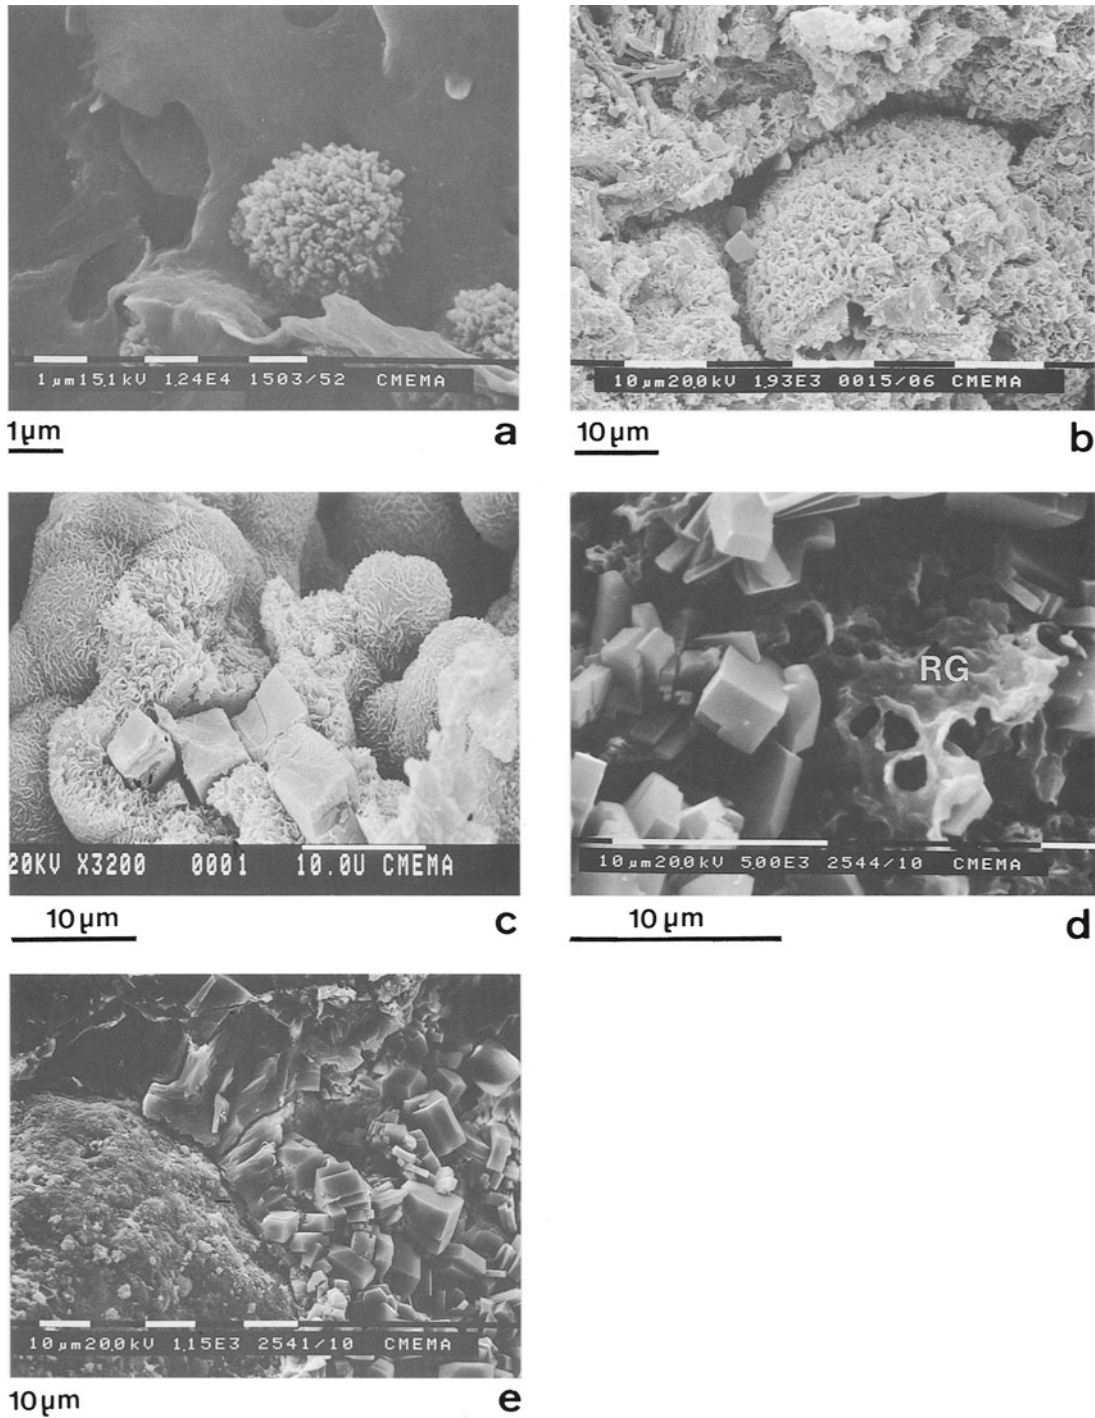 1μm15.1kV 1.24E4 1503/52 CMEMA
1μm
a
10μm20.0kV 1.93E3 0015/06 CMEMA
10μm
b
20KV X3200 0001 10.0U CMEMA
10μm
c
RG
10μm20.0kV 5.00E3 2544/10 CMEMA
10μm
d
10μm20.0kV 1.15E3 2541/10 CMEMA
10μm
e